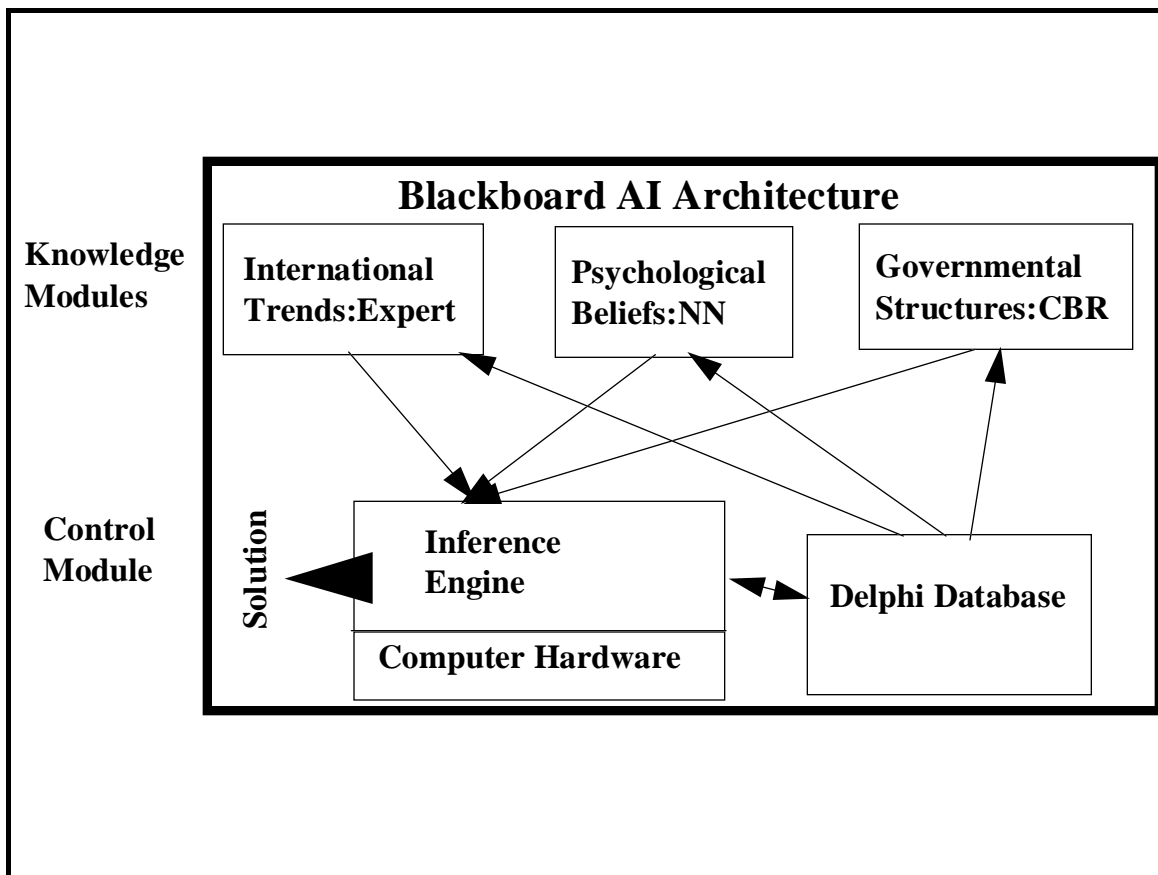 Blackboard AI Architecture
Knowledge
Modules
International
Trends:Expert
Psychological
Beliefs:NN
Governmental
Structures:CBR
Control
Module
Solution
Inference
Engine
Computer Hardware
Delphi Database